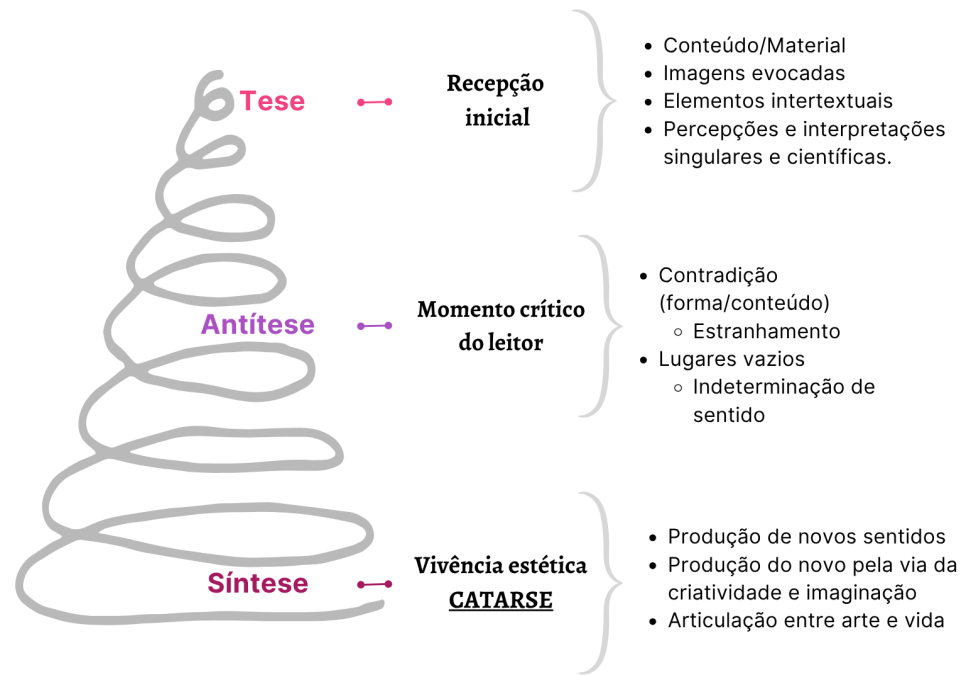 Tese
Recepção
inicial
• Conteúdo/Material
• Imagens evocadas
• Elementos intertextuais
• Percepções e interpretações
singulares e científicas.
Antítese
Momento crítico
do leitor
• Contradição
(forma/conteúdo)
◦ Estranhamento
• Lugares vazios
◦ Indeterminação de
sentido
Síntese
Vivência estética
CATARSE
• Produção de novos sentidos
• Produção do novo pela via da
criatividade e imaginação
• Articulação entre arte e vida